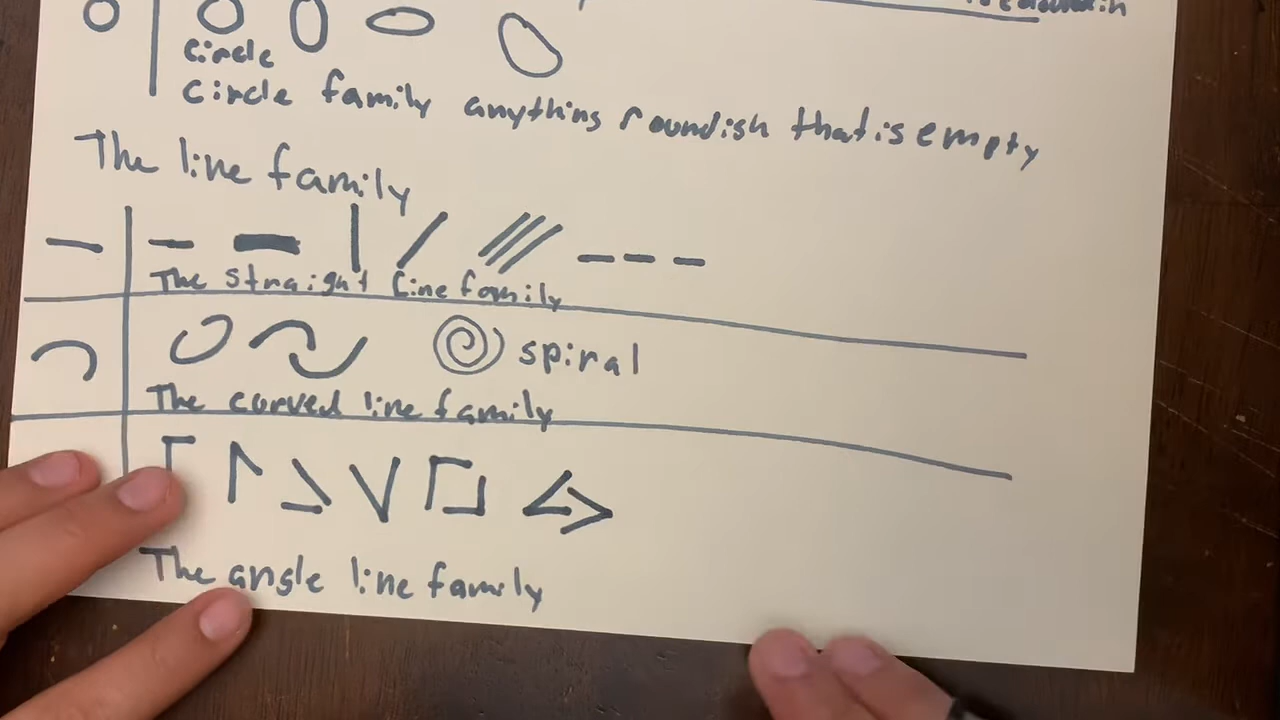 circle
circle family anything roundish that is empty
The line family
The straight line family
spiral
The curved line family
The angle line family